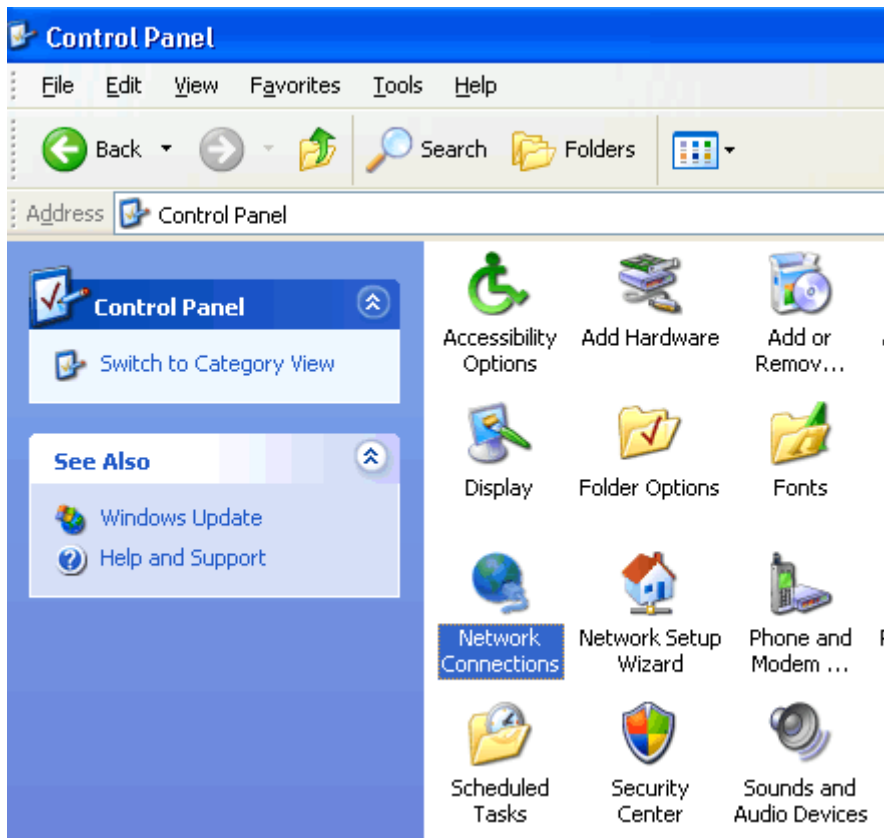 Control Panel
File Edit View Favorites Tools Help
Back Search Folders
Address Control Panel
Control Panel
Switch to Category View
See Also
Windows Update
Help and Support
Accessibility Options
Add Hardware
Add or Remov...
Display
Folder Options
Fonts
Network Connections
Network Setup Wizard
Phone and Modem ...
Scheduled Tasks
Security Center
Sounds and Audio Devices